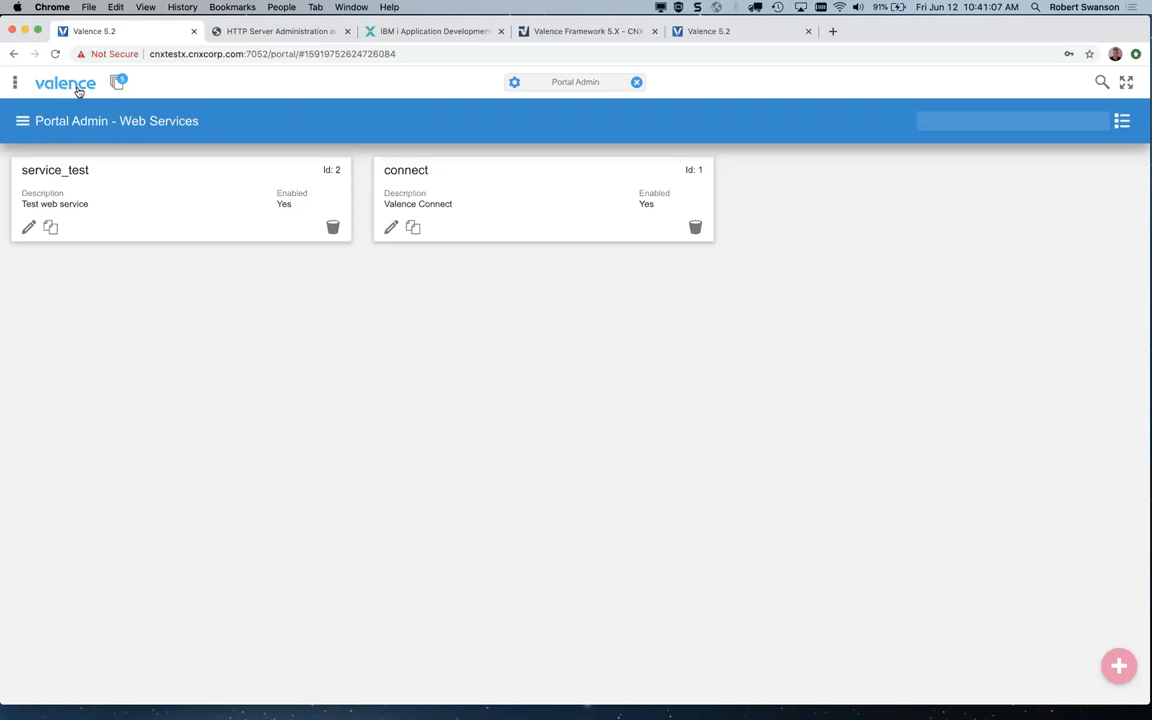 Chrome File Edit View History Bookmarks People Tab Window Help 91% Fri Jun 12 10:41:07 AM Robert Swanson
Valence 5.2 HTTP Server Administration o IBM i Application Development Valence Framework 5.X - CNX Valence 5.2
Not Secure cnxtestx.cnxcorp.com:7052/portal/#15919752624726084
valence 5 Portal Admin
Portal Admin - Web Services
service_test Id: 2 connect Id: 1
Description Enabled Description Enabled
Test web service Yes Valence Connect Yes